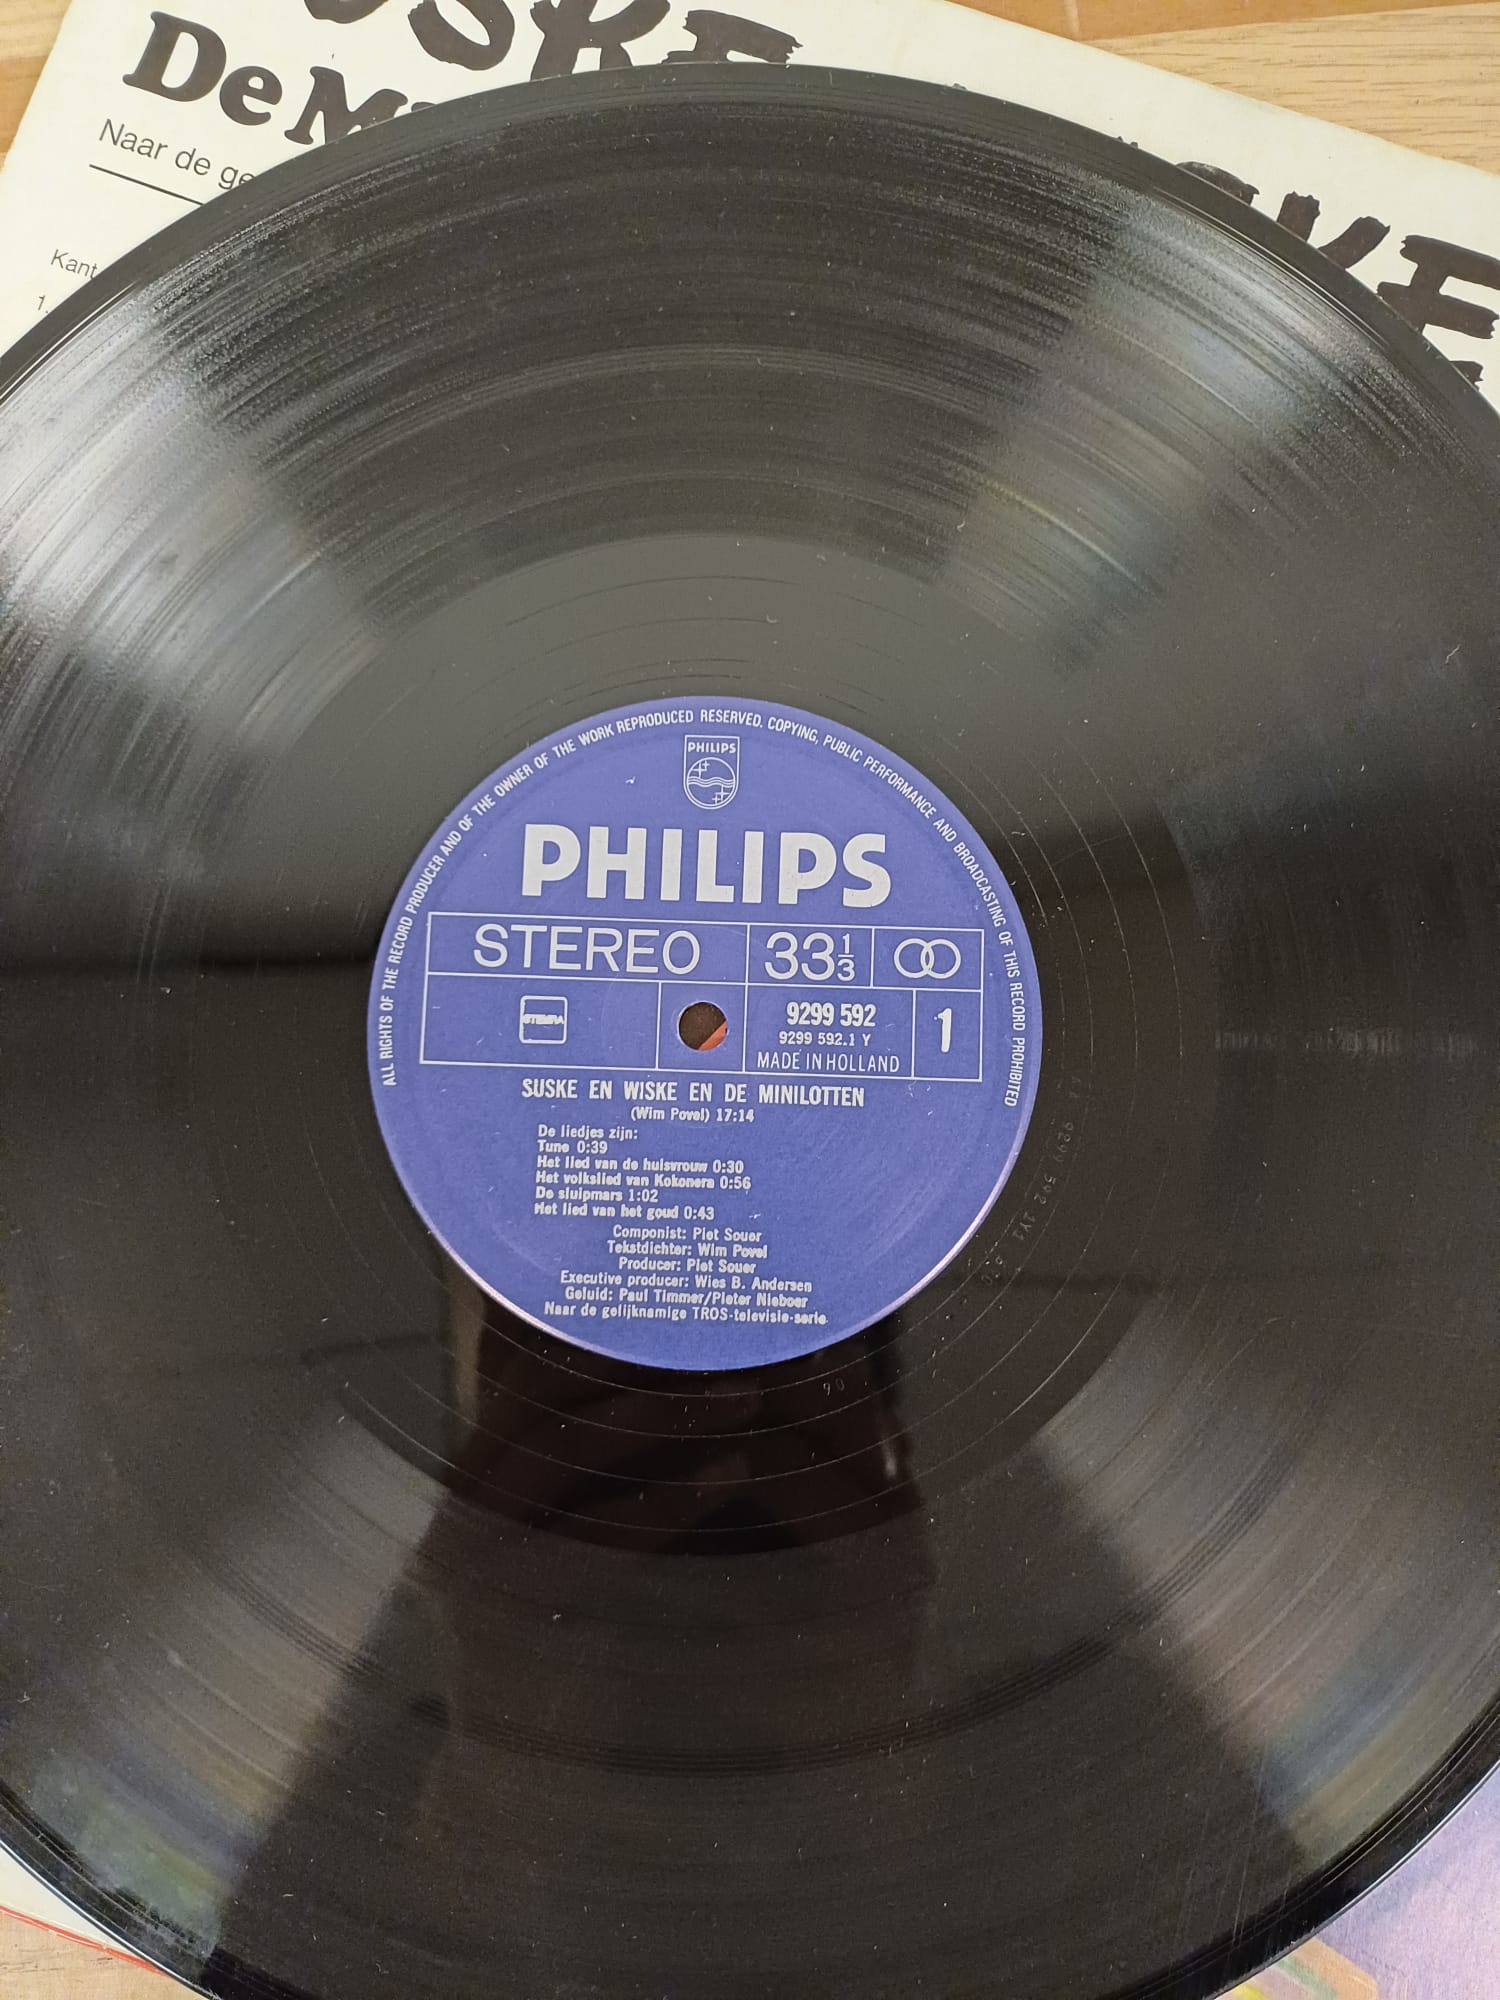 De M
Naar de ge
Kant
1.
ALL RIGHTS OF THE RECORD PRODUCER AND OF THE OWNER OF THE WORK REPRODUCED RESERVED. COPYING, PUBLIC PERFORMANCE AND BROADCASTING OF THIS RECORD PROHIBITED
PHILIPS
PHILIPS
STEREO 33 1/3
STEMRA
9299 592
9299 592.1 Y
MADE IN HOLLAND
1
SUSKE EN WISKE EN DE MINILOTTEN
(Wim Povel) 17:14
De liedjes zijn:
Tune 0:39
Het lied van de huisvrouw 0:30
Het volkslied van Kokonera 0:56
De sluipmars 1:02
Het lied van het goud 0:43
Componist: Piet Souer
Tekstdichter: Wim Povel
Producer: Piet Souer
Executive producer: Wies B. Andersen
Geluid: Paul Timmer/Pieter Nieboer
Naar de gelijknamige TROS-televisie-serie.